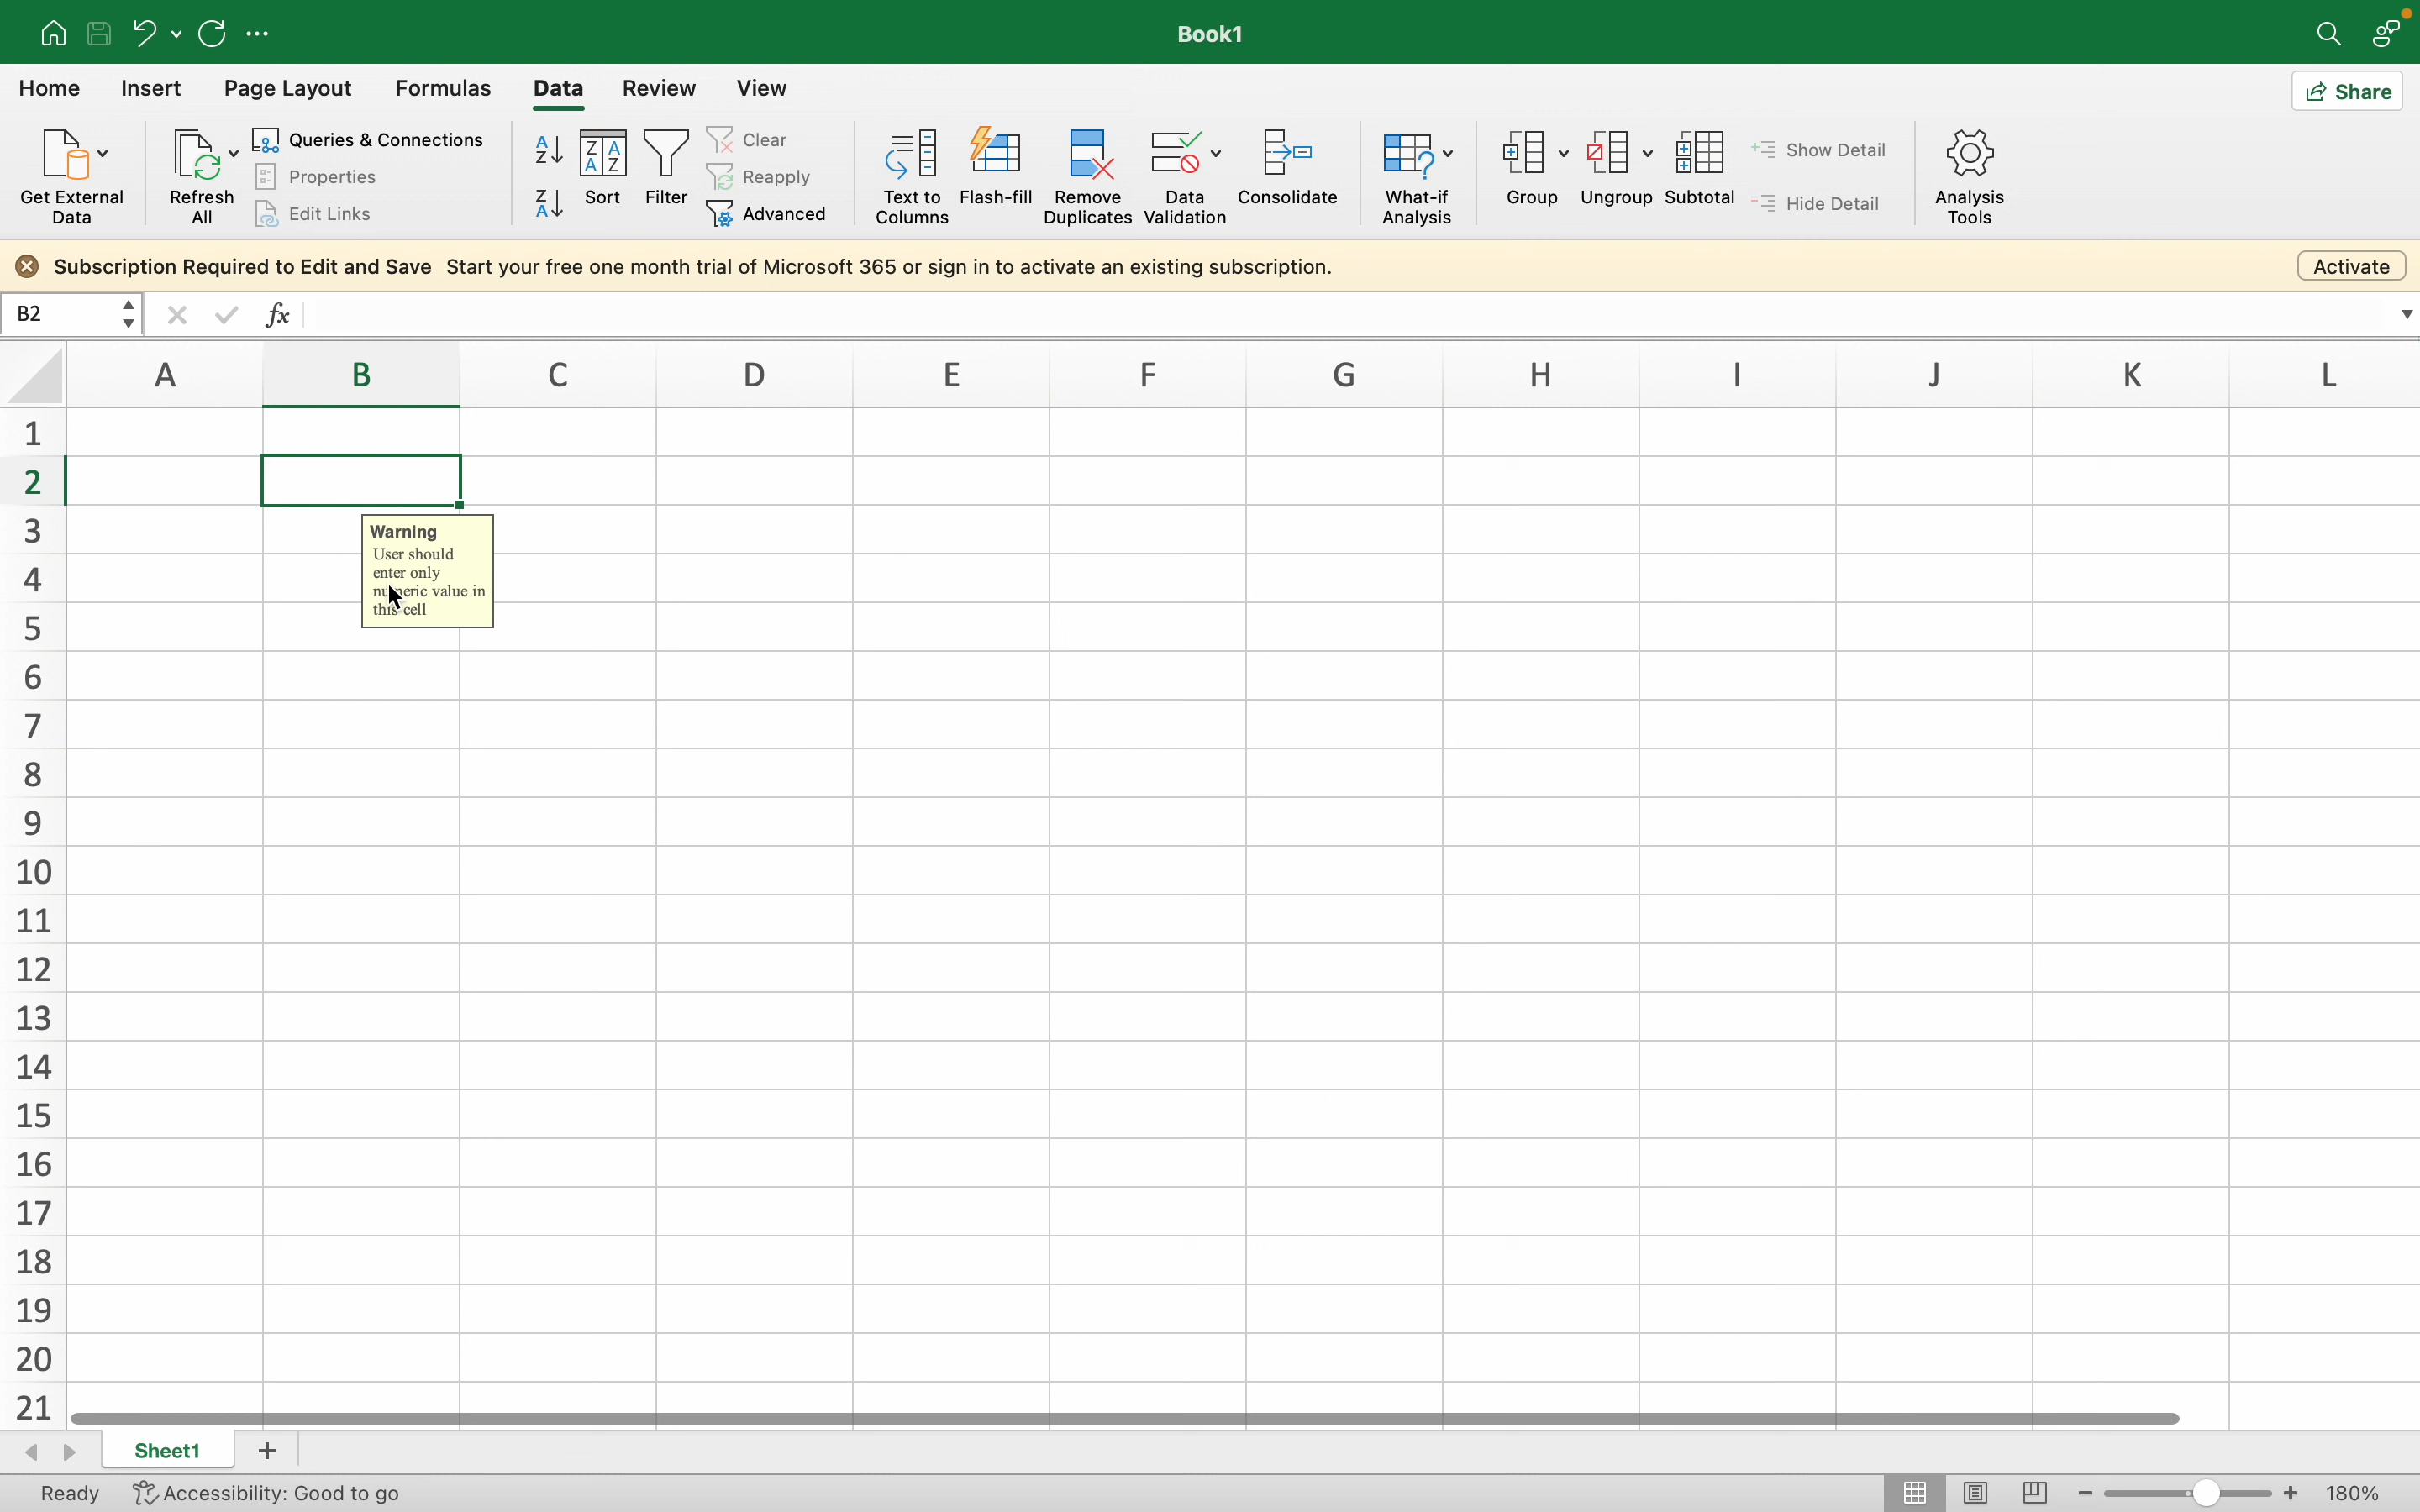 Book1
Home Insert Page Layout Formulas Data Review View Share
Get External
Data
Refresh
All
Queries & Connections
Properties
Edit Links
A
Z
Z
A
Z A
A Z
Sort
Filter
Clear
Reapply
Advanced
Text to
Columns
Flash-fill
Remove
Duplicates
Data
Validation
Consolidate
What-if
Analysis
Group
Ungroup
Subtotal
Show Detail
Hide Detail
Analysis
Tools
Subscription Required to Edit and Save Start your free one month trial of Microsoft 365 or sign in to activate an existing subscription. Activate
B2 fx
A B C D E F G H I J K L
1
2
3
4
5
6
7
8
9
10
11
12
13
14
15
16
17
18
19
20
21
Warning
User should
enter only
numeric value in
this cell
Sheet1
Ready Accessibility: Good to go 180%